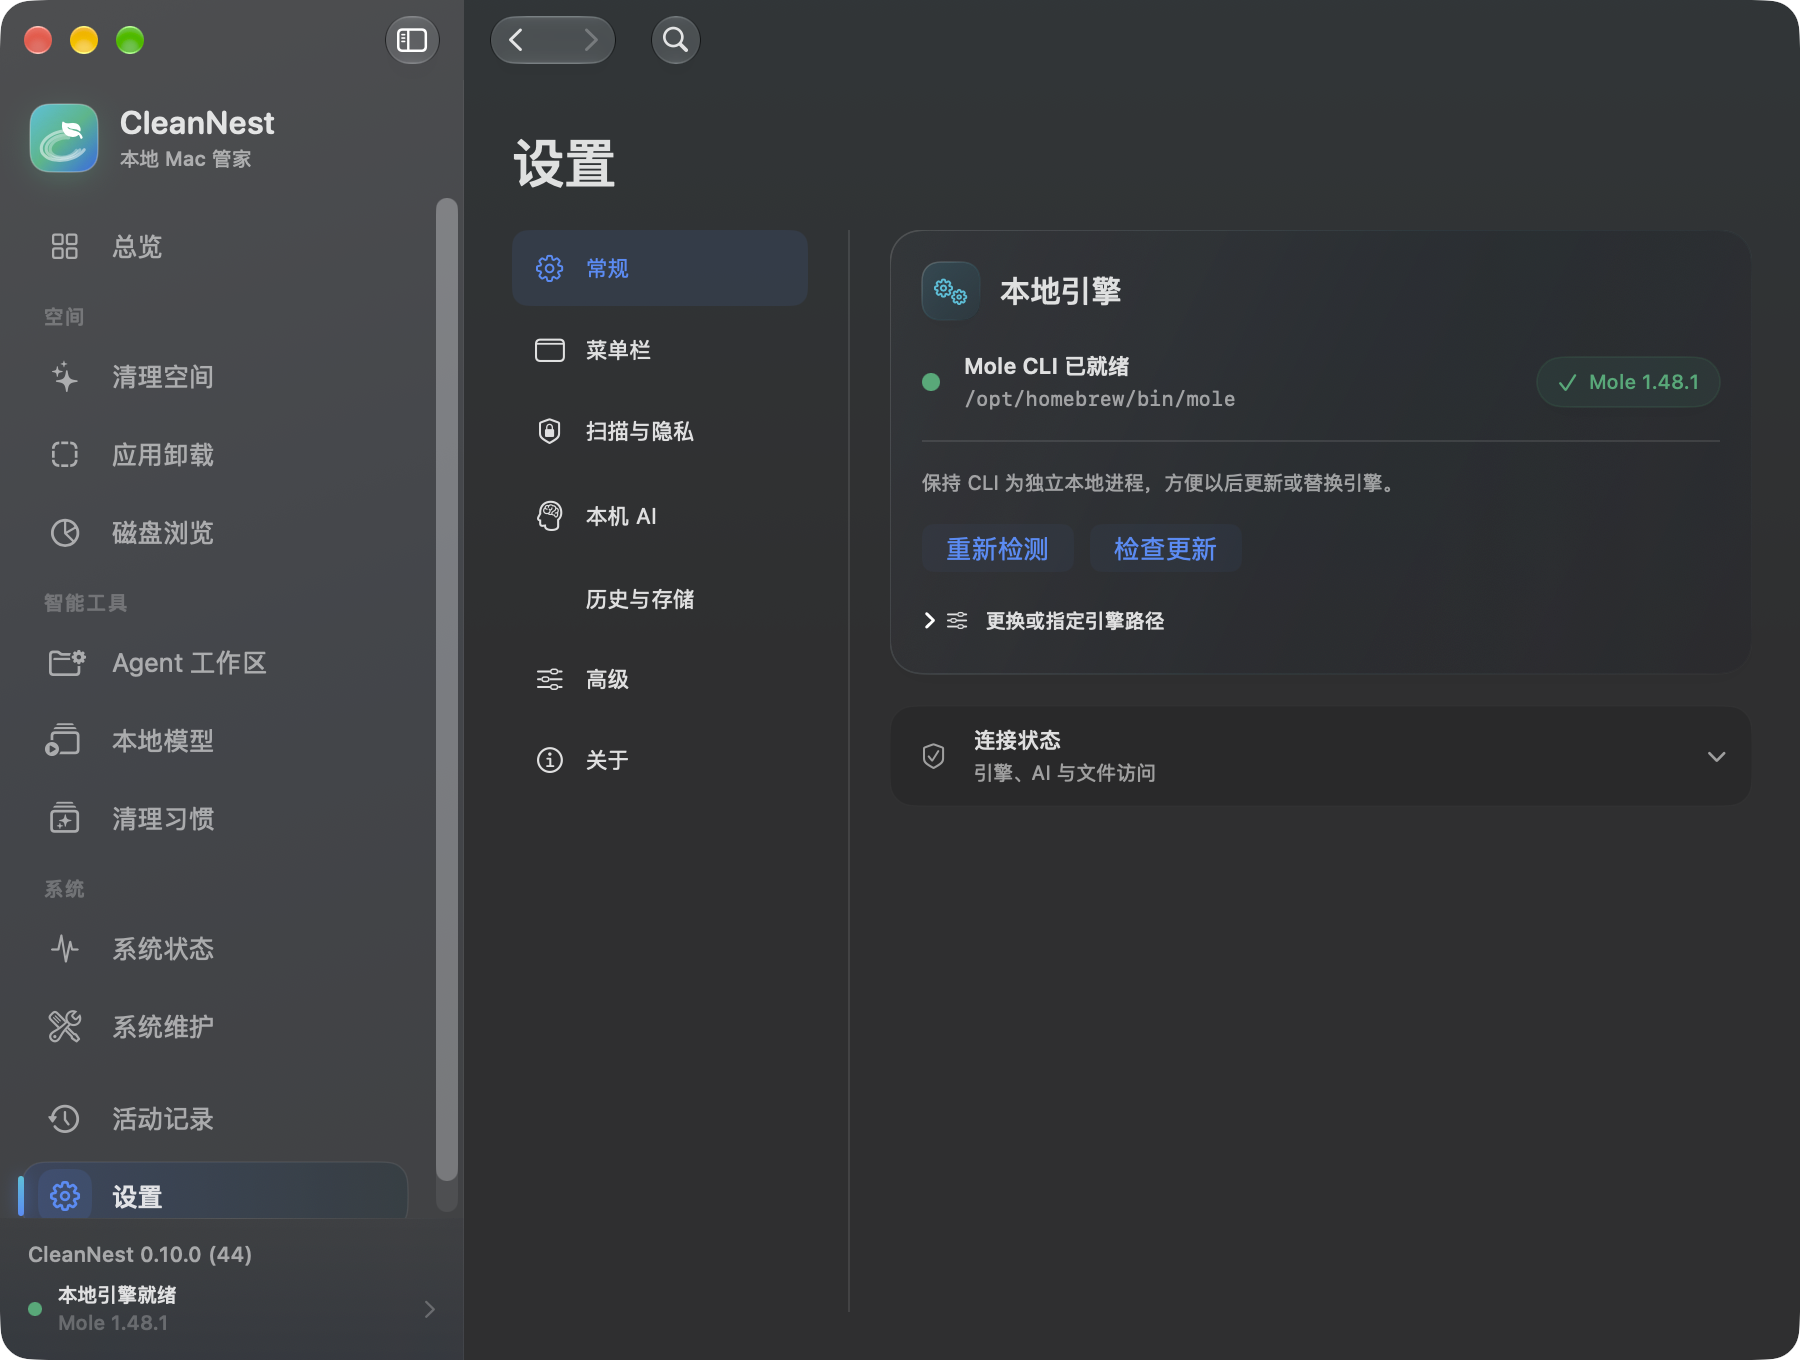 CleanNest
本地 Mac 管家
总览
空间
清理空间
应用卸载
磁盘浏览
智能工具
Agent 工作区
本地模型
清理习惯
系统
系统状态
系统维护
活动记录
设置
CleanNest 0.10.0 (44)
本地引擎就绪
Mole 1.48.1
设置
常规
菜单栏
扫描与隐私
本机 AI
历史与存储
高级
关于
本地引擎
Mole CLI 已就绪
/opt/homebrew/bin/mole
Mole 1.48.1
保持 CLI 为独立本地进程，方便以后更新或替换引擎。
重新检测
检查更新
更换或指定引擎路径
连接状态
引擎、AI 与文件访问